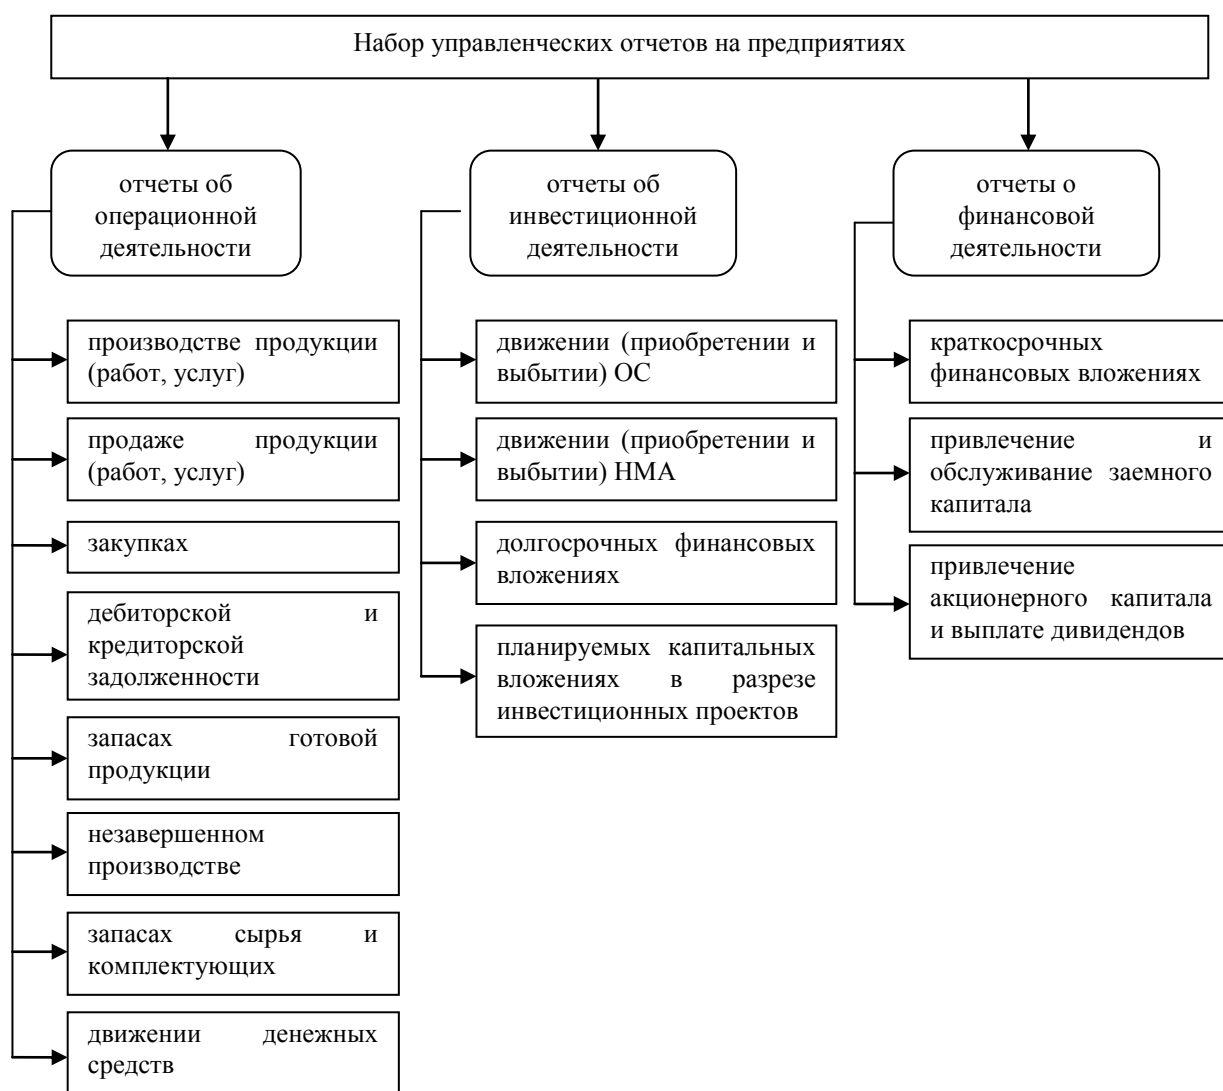 Набор управленческих отчетов на предприятиях
отчеты об
операционной
деятельности
производстве продукции
(работ, услуг)
продаже продукции
(работ, услуг)
закупках
дебиторской и
кредиторской
задолженности
запасах готовой
продукции
незавершенном
производстве
запасах сырья и
комплектующих
движении денежных
средств
отчеты об
инвестиционной
деятельности
движении (приобретении и
выбытии) ОС
движении (приобретении и
выбытии) НМА
долгосрочных финансовых
вложениях
планируемых капитальных
вложениях в разрезе
инвестиционных проектов
отчеты о
финансовой
деятельности
краткосрочных
финансовых вложениях
привлечение и
обслуживание заемного
капитала
привлечение
акционерного капитала
и выплате дивидендов